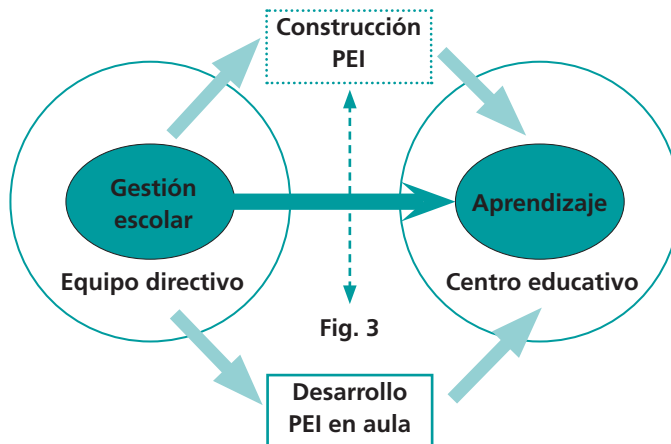 Construcción
PEI
Gestión
escolar
Aprendizaje
Equipo directivo
Centro educativo
Fig. 3
Desarrollo
PEI en aula